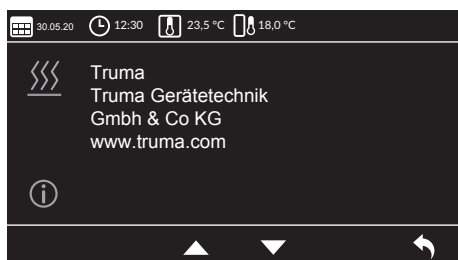 30.05.20 12:30 23,5 °C 18,0 °C
Truma
Truma Gerätetechnik
Gmbh & Co KG
www.truma.com